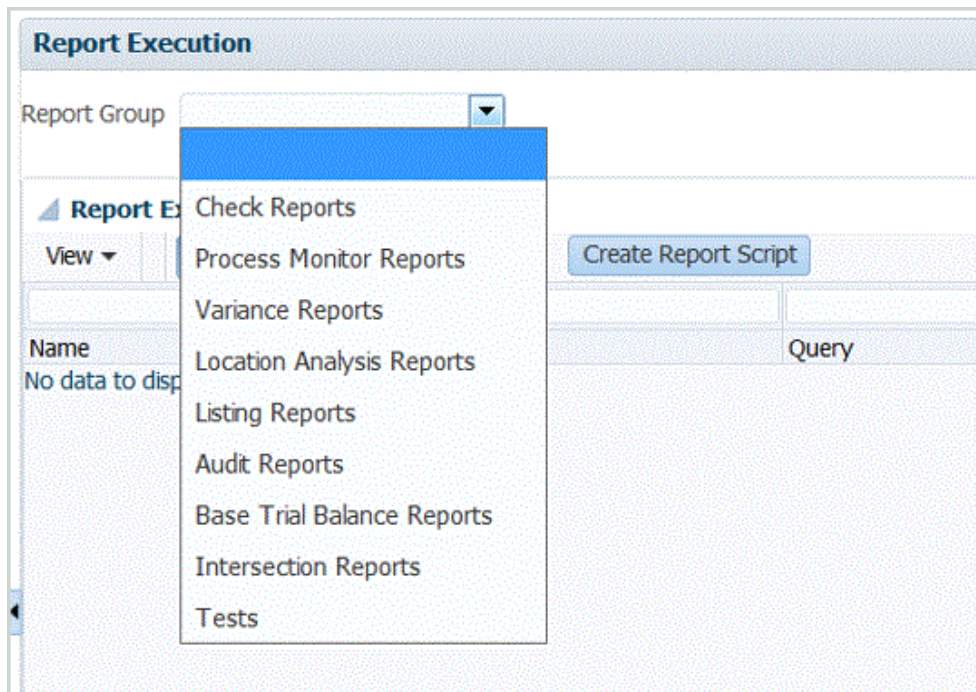 Report Execution
Report Group
Check Reports
Process Monitor Reports
Variance Reports
Location Analysis Reports
Listing Reports
Audit Reports
Base Trial Balance Reports
Intersection Reports
Tests
Report E
View
Create Report Script
Name
Query
No data to disp